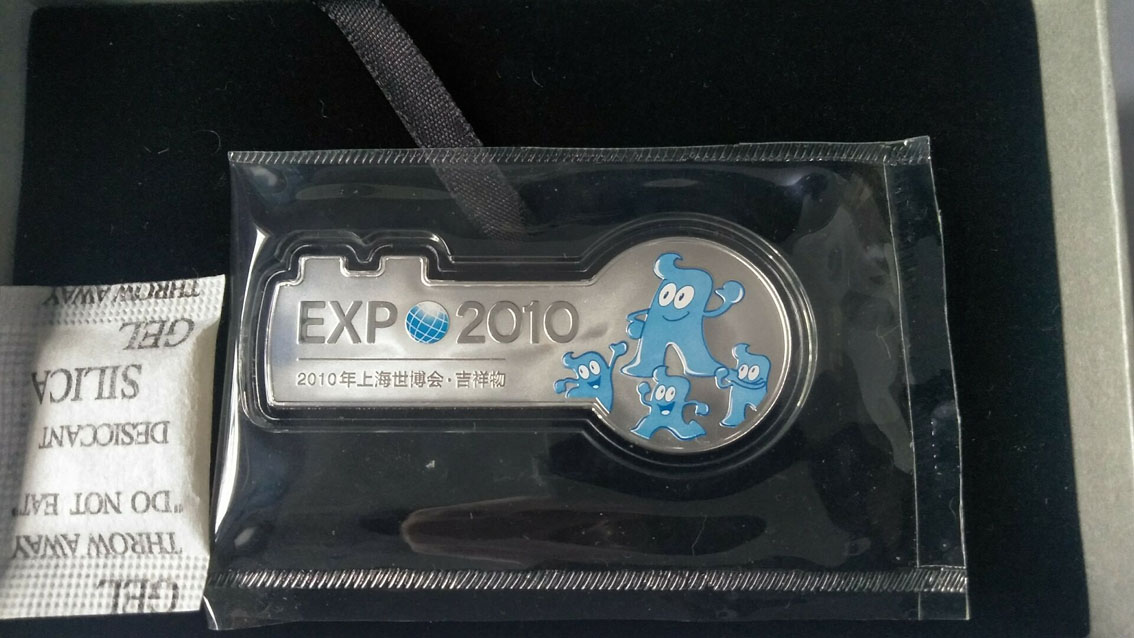 EXPO 2010
2010年上海世博会·吉祥物
THROW AWAY
GEL
SILICA
DESICCANT
"DO NOT EAT"
THROW AWAY
GEL